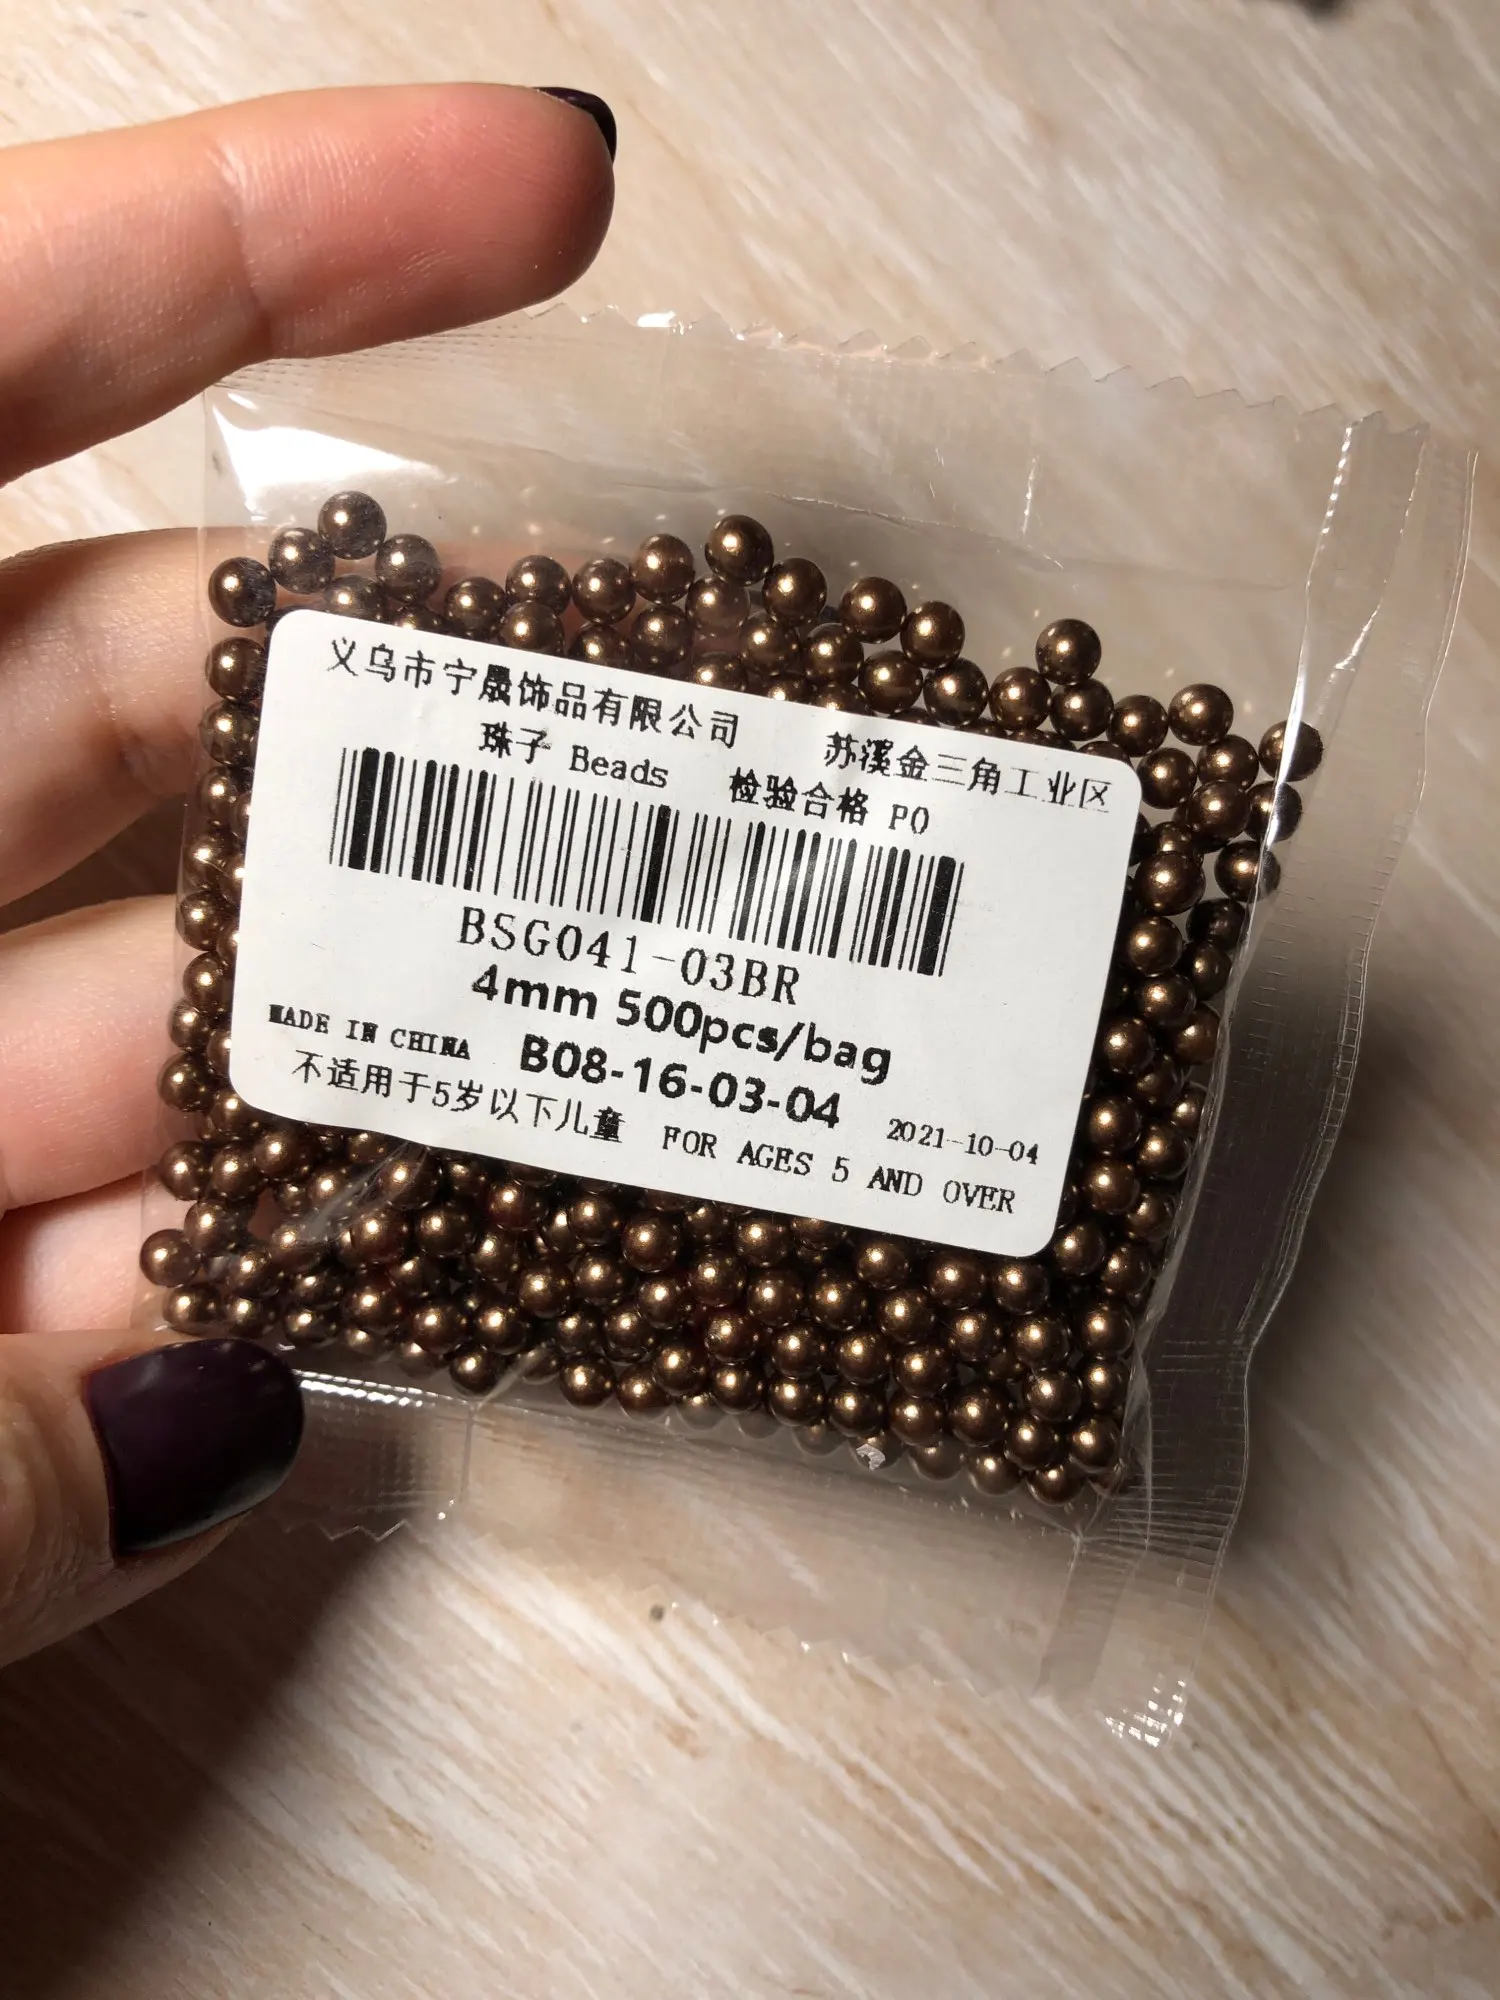 义乌市宁晟饰品有限公司 苏溪金三角工业区
珠子 Beads 检验合格 P0
BSG041-03BR
4mm 500pcs/bag
MADE IN CHINA B08-16-03-04 2021-10-04
不适用于5岁以下儿童 FOR AGES 5 AND OVER